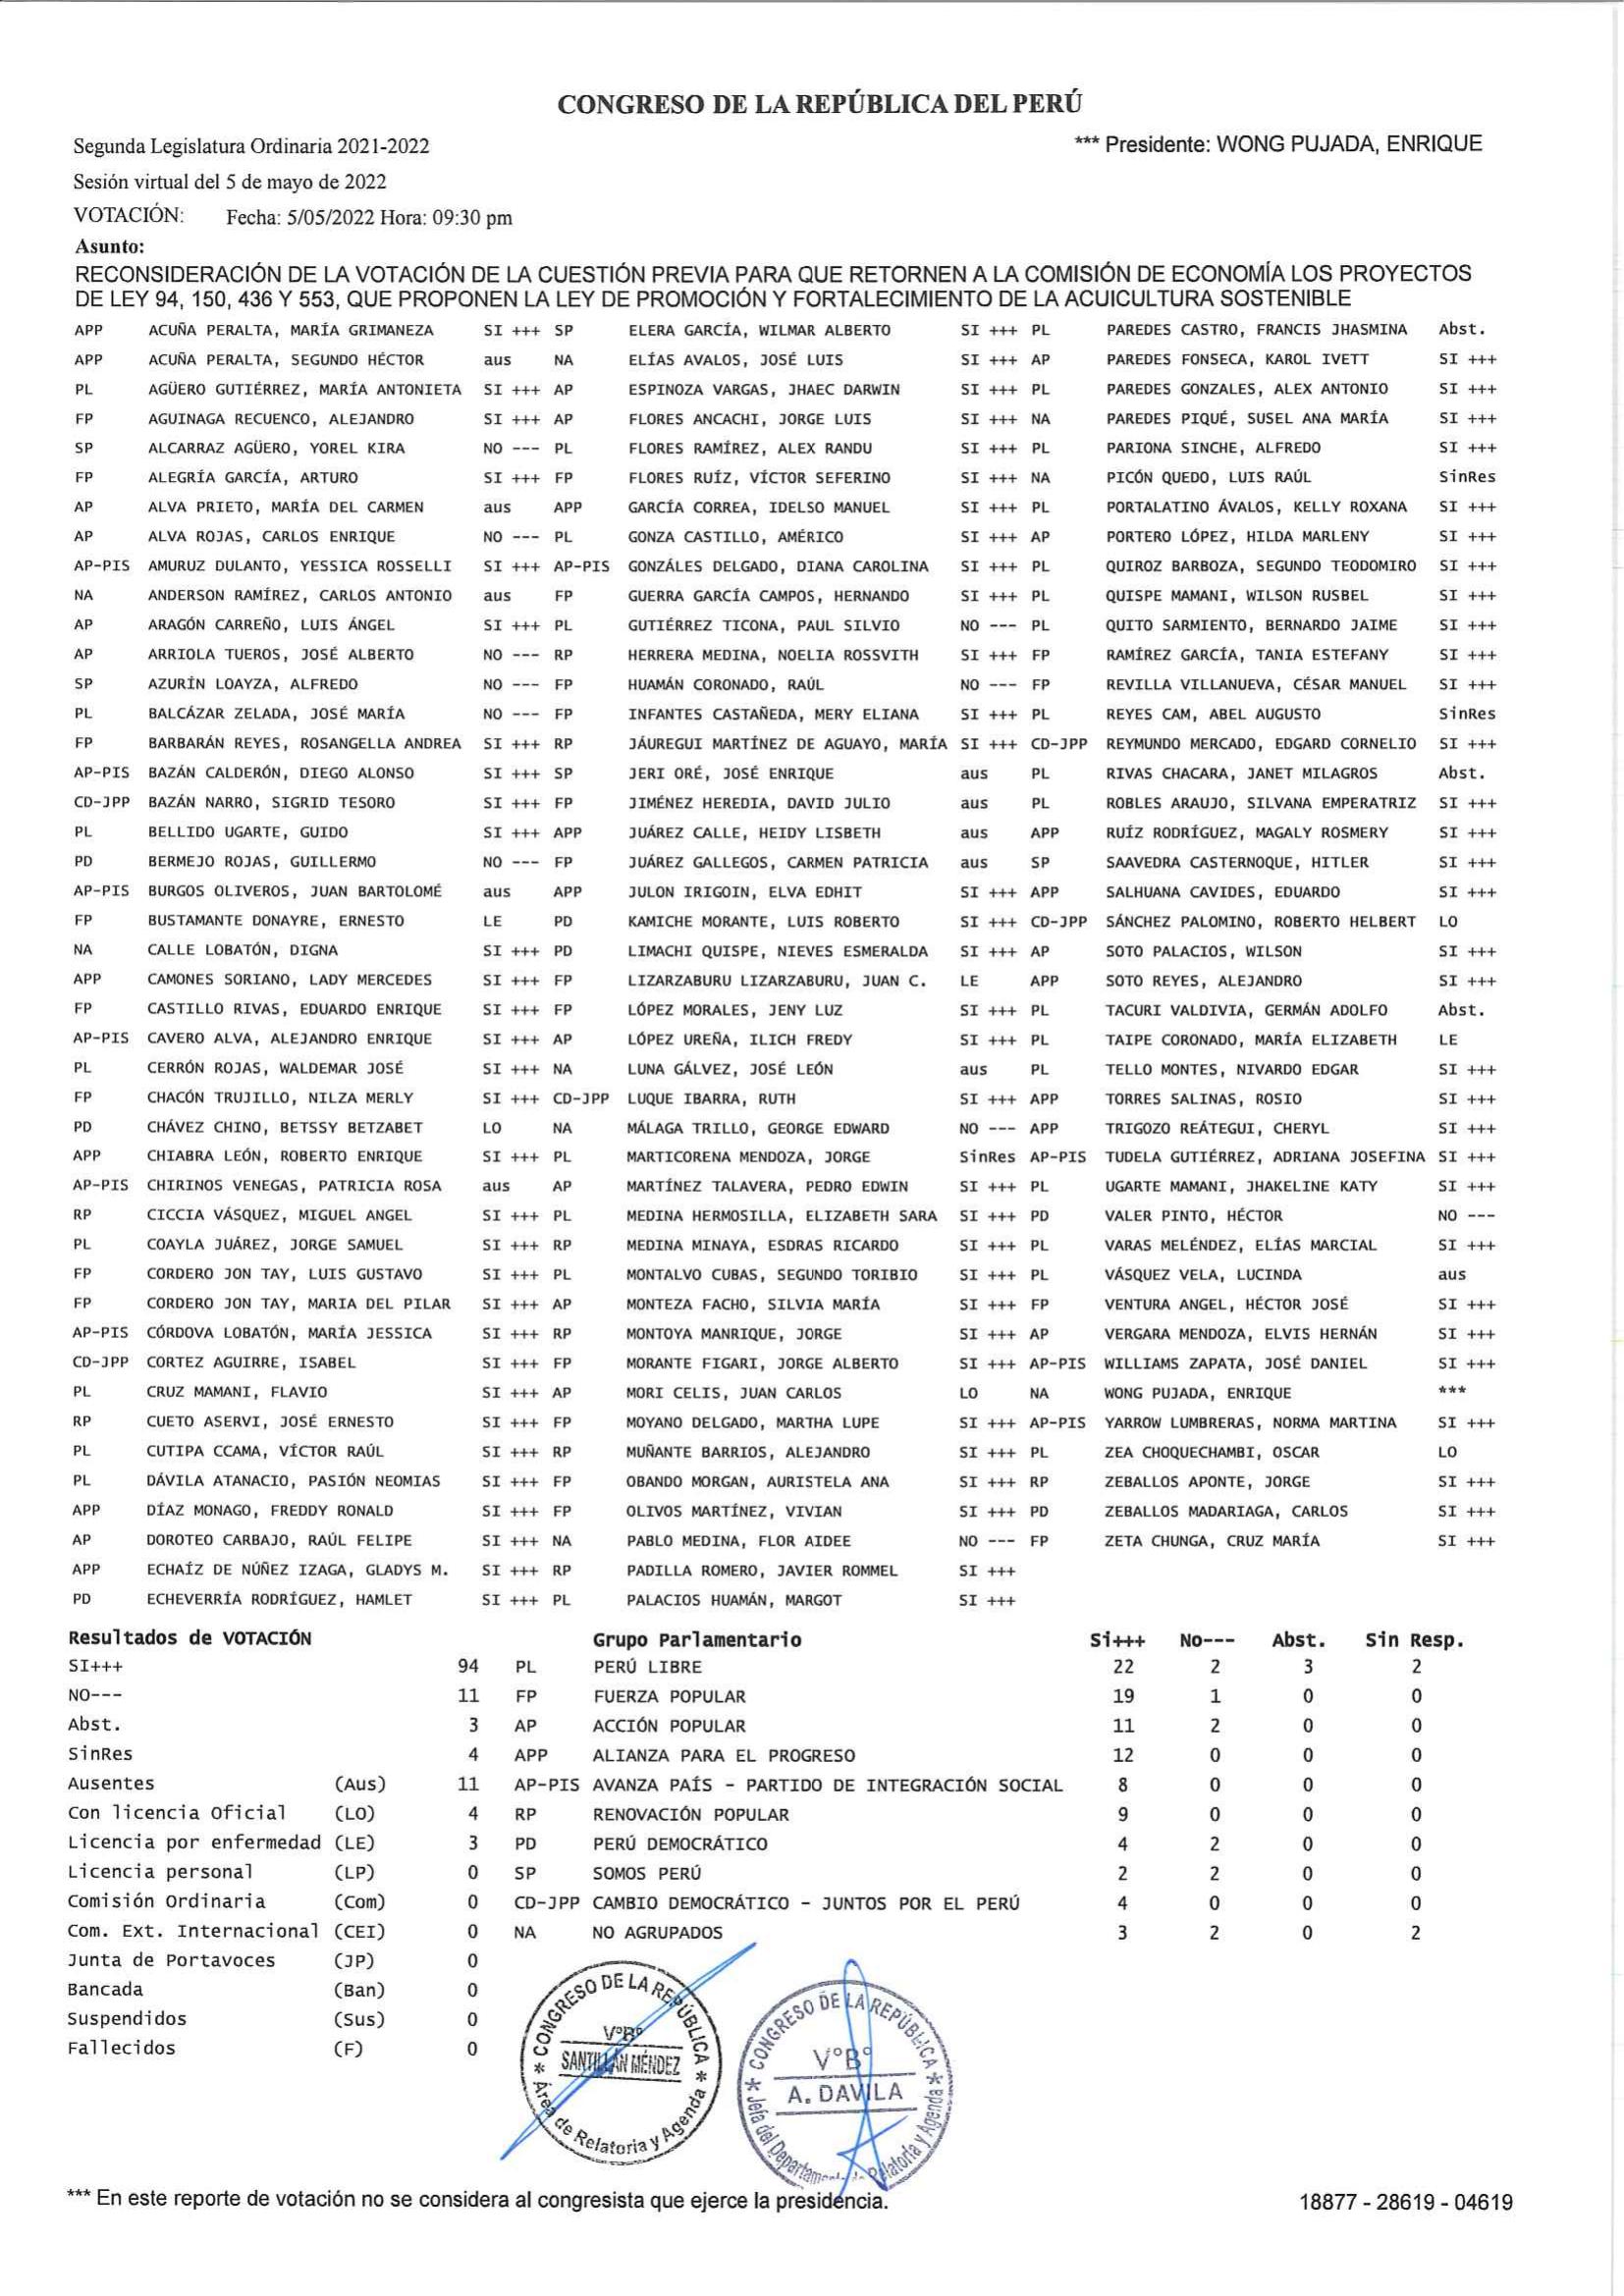 CONGRESO DE LA REPÚBLICA DEL PERÚ
Segunda Legislatura Ordinaria 2021-2022
*** Presidente: WONG PUJADA, ENRIQUE
Sesión virtual del 5 de mayo de 2022
VOTACIÓN: Fecha: 5/05/2022 Hora: 09:30 pm
Asunto:
RECONSIDERACIÓN DE LA VOTACIÓN DE LA CUESTIÓN PREVIA PARA QUE RETORNEN A LA COMISIÓN DE ECONOMÍA LOS PROYECTOS
DE LEY 94, 150, 436 Y 553, QUE PROPONEN LA LEY DE PROMOCIÓN Y FORTALECIMIENTO DE LA ACUICULTURA SOSTENIBLE
APP ACUÑA PERALTA, MARÍA GRIMANEZA SI +++ SP ELERA GARCÍA, WILMAR ALBERTO SI +++ PL PAREDES CASTRO, FRANCIS JHASMINA Abst.
APP ACUÑA PERALTA, SEGUNDO HÉCTOR aus NA ELÍAS AVALOS, JOSÉ LUIS SI +++ AP PAREDES FONSECA, KAROL IVETT SI +++
PL AGÜERO GUTIÉRREZ, MARÍA ANTONIETA SI +++ AP ESPINOZA VARGAS, JHAEC DARWIN SI +++ PL PAREDES GONZALES, ALEX ANTONIO SI +++
FP AGUINAGA RECUENCO, ALEJANDRO SI +++ AP FLORES ANCACHI, JORGE LUIS SI +++ NA PAREDES PIQUÉ, SUSEL ANA MARÍA SI +++
SP ALCARRAZ AGÜERO, YOREL KIRA NO --- PL FLORES RAMÍREZ, ALEX RANDU SI +++ PL PARIONA SINCHE, ALFREDO SI +++
FP ALEGRÍA GARCÍA, ARTURO SI +++ FP FLORES RUÍZ, VÍCTOR SEFERINO SI +++ NA PICÓN QUEDO, LUIS RAÚL SinRes
AP ALVA PRIETO, MARÍA DEL CARMEN aus APP GARCÍA CORREA, IDELSO MANUEL SI +++ PL PORTALATINO ÁVALOS, KELLY ROXANA SI +++
AP ALVA ROJAS, CARLOS ENRIQUE NO --- PL GONZA CASTILLO, AMÉRICO SI +++ AP PORTERO LÓPEZ, HILDA MARLENY SI +++
AP-PIS AMURUZ DULANTO, YESSICA ROSSELLI SI +++ AP-PIS GONZÁLES DELGADO, DIANA CAROLINA SI +++ PL QUIROZ BARBOZA, SEGUNDO TEODOMIRO SI +++
NA ANDERSON RAMÍREZ, CARLOS ANTONIO aus FP GUERRA GARCÍA CAMPOS, HERNANDO SI +++ PL QUISPE MAMANI, WILSON RUSBEL SI +++
AP ARAGÓN CARREÑO, LUIS ÁNGEL SI +++ PL GUTIÉRREZ TICONA, PAUL SILVIO NO --- PL QUITO SARMIENTO, BERNARDO JAIME SI +++
AP ARRIOLA TUEROS, JOSÉ ALBERTO NO --- RP HERRERA MEDINA, NOELIA ROSSVITH SI +++ FP RAMÍREZ GARCÍA, TANIA ESTEFANY SI +++
SP AZURÍN LOAYZA, ALFREDO NO --- FP HUAMÁN CORONADO, RAÚL NO --- FP REVILLA VILLANUEVA, CÉSAR MANUEL SI +++
PL BALCÁZAR ZELADA, JOSÉ MARÍA NO --- FP INFANTES CASTAÑEDA, MERY ELIANA SI +++ PL REYES CAM, ABEL AUGUSTO SinRes
FP BARBARÁN REYES, ROSANGELLA ANDREA SI +++ RP JÁUREGUI MARTÍNEZ DE AGUAYO, MARÍA SI +++ CD-JPP REYMUNDO MERCADO, EDGARD CORNELIO SI +++
AP-PIS BAZÁN CALDERÓN, DIEGO ALONSO SI +++ SP JERI ORÉ, JOSÉ ENRIQUE aus PL RIVAS CHACARA, JANET MILAGROS Abst.
CD-JPP BAZÁN NARRO, SIGRID TESORO SI +++ FP JIMÉNEZ HEREDIA, DAVID JULIO aus PL ROBLES ARAUJO, SILVANA EMPERATRIZ SI +++
PL BELLIDO UGARTE, GUIDO SI +++ APP JUÁREZ CALLE, HEIDY LISBETH aus APP RUÍZ RODRÍGUEZ, MAGALY ROSMERY SI +++
PD BERMEJO ROJAS, GUILLERMO NO --- FP JUÁREZ GALLEGOS, CARMEN PATRICIA aus SP SAAVEDRA CASTERNOQUE, HITLER SI +++
AP-PIS BURGOS OLIVEROS, JUAN BARTOLOMÉ aus APP JULON IRIGOIN, ELVA EDHIT SI +++ APP SALHUANA CAVIDES, EDUARDO SI +++
FP BUSTAMANTE DONAYRE, ERNESTO LE PD KAMICHE MORANTE, LUIS ROBERTO SI +++ CD-JPP SÁNCHEZ PALOMINO, ROBERTO HELBERT LO
NA CALLE LOBATÓN, DIGNA SI +++ PD LIMACHI QUISPE, NIEVES ESMERALDA SI +++ AP SOTO PALACIOS, WILSON SI +++
APP CAMONES SORIANO, LADY MERCEDES SI +++ FP LIZARZABURU LIZARZABURU, JUAN C. LE APP SOTO REYES, ALEJANDRO SI +++
FP CASTILLO RIVAS, EDUARDO ENRIQUE SI +++ FP LÓPEZ MORALES, JENY LUZ SI +++ PL TACURI VALDIVIA, GERMÁN ADOLFO Abst.
AP-PIS CAVERO ALVA, ALEJANDRO ENRIQUE SI +++ AP LÓPEZ UREÑA, ILICH FREDY SI +++ PL TAIPE CORONADO, MARÍA ELIZABETH LE
PL CERRÓN ROJAS, WALDEMAR JOSÉ SI +++ NA LUNA GÁLVEZ, JOSÉ LEÓN aus PL TELLO MONTES, NIVARDO EDGAR SI +++
FP CHACÓN TRUJILLO, NILZA MERLY SI +++ CD-JPP LUQUE IBARRA, RUTH SI +++ APP TORRES SALINAS, ROSIO SI +++
PD CHÁVEZ CHINO, BETSSY BETZABET LO NA MÁLAGA TRILLO, GEORGE EDWARD NO --- APP TRIGOZO REÁTEGUI, CHERYL SI +++
APP CHIABRA LEÓN, ROBERTO ENRIQUE SI +++ PL MARTICORENA MENDOZA, JORGE SinRes AP-PIS TUDELA GUTIÉRREZ, ADRIANA JOSEFINA SI +++
AP-PIS CHIRINOS VENEGAS, PATRICIA ROSA aus AP MARTÍNEZ TALAVERA, PEDRO EDWIN SI +++ PL UGARTE MAMANI, JHAKELINE KATY SI +++
RP CICCIA VÁSQUEZ, MIGUEL ANGEL SI +++ PL MEDINA HERMOSILLA, ELIZABETH SARA SI +++ PD VALER PINTO, HÉCTOR NO ---
PL COAYLA JUÁREZ, JORGE SAMUEL SI +++ RP MEDINA MINAYA, ESDRAS RICARDO SI +++ PL VARAS MELÉNDEZ, ELÍAS MARCIAL SI +++
FP CORDERO JON TAY, LUIS GUSTAVO SI +++ PL MONTALVO CUBAS, SEGUNDO TORIBIO SI +++ PL VÁSQUEZ VELA, LUCINDA aus
FP CORDERO JON TAY, MARIA DEL PILAR SI +++ AP MONTEZA FACHO, SILVIA MARÍA SI +++ FP VENTURA ANGEL, HÉCTOR JOSÉ SI +++
AP-PIS CÓRDOVA LOBATÓN, MARÍA JESSICA SI +++ RP MONTOYA MANRIQUE, JORGE SI +++ AP VERGARA MENDOZA, ELVIS HERNÁN SI +++
CD-JPP CORTEZ AGUIRRE, ISABEL SI +++ FP MORANTE FIGARI, JORGE ALBERTO SI +++ AP-PIS WILLIAMS ZAPATA, JOSÉ DANIEL SI +++
PL CRUZ MAMANI, FLAVIO SI +++ AP MORI CELIS, JUAN CARLOS LO NA WONG PUJADA, ENRIQUE ***
RP CUETO ASERVI, JOSÉ ERNESTO SI +++ FP MOYANO DELGADO, MARTHA LUPE SI +++ AP-PIS YARROW LUMBRERAS, NORMA MARTINA SI +++
PL CUTIPA CCAMA, VÍCTOR RAÚL SI +++ RP MUÑANTE BARRIOS, ALEJANDRO SI +++ PL ZEA CHOQUECHAMBI, OSCAR LO
PL DÁVILA ATANACIO, PASIÓN NEOMIAS SI +++ FP OBANDO MORGAN, AURISTELA ANA SI +++ RP ZEBALLOS APONTE, JORGE SI +++
APP DÍAZ MONAGO, FREDDY RONALD SI +++ FP OLIVOS MARTÍNEZ, VIVIAN SI +++ PD ZEBALLOS MADARIAGA, CARLOS SI +++
AP DOROTEO CARBAJO, RAÚL FELIPE SI +++ NA PABLO MEDINA, FLOR AIDEE NO --- FP ZETA CHUNGA, CRUZ MARÍA SI +++
APP ECHAÍZ DE NÚÑEZ IZAGA, GLADYS M. SI +++ RP PADILLA ROMERO, JAVIER ROMMEL SI +++
PD ECHEVERRÍA RODRÍGUEZ, HAMLET SI +++ PL PALACIOS HUAMÁN, MARGOT SI +++
Resultados de VOTACIÓN Grupo Parlamentario Si+++ No--- Abst. Sin Resp.
SI+++ 94 PL PERÚ LIBRE 22 2 3 2
NO--- 11 FP FUERZA POPULAR 19 1 0 0
Abst. 3 AP ACCIÓN POPULAR 11 2 0 0
SinRes 4 APP ALIANZA PARA EL PROGRESO 12 0 0 0
Ausentes (Aus) 11 AP-PIS AVANZA PAÍS - PARTIDO DE INTEGRACIÓN SOCIAL 8 0 0 0
Con licencia Oficial (LO) 4 RP RENOVACIÓN POPULAR 9 0 0 0
Licencia por enfermedad (LE) 3 PD PERÚ DEMOCRÁTICO 4 2 0 0
Licencia personal (LP) 0 SP SOMOS PERÚ 2 2 0 0
Comisión Ordinaria (Com) 0 CD-JPP CAMBIO DEMOCRÁTICO - JUNTOS POR EL PERÚ 4 0 0 0
Com. Ext. Internacional (CEI) 0 NA NO AGRUPADOS 3 2 0 2
Junta de Portavoces (JP) 0
Bancada (Ban) 0
Suspendidos (Sus) 0
Fallecidos (F) 0
* CONGRESO DE LA REPÚBLICA *
V°B°
SANTILLÁN MÉNDEZ
Área de Relatoria y Agenda
* CONGRESO DE LA REPÚBLICA *
V°B°
A. DAVILA
Jefa del Departamento de Relatoría y Agenda
*** En este reporte de votación no se considera al congresista que ejerce la presidencia.
18877 - 28619 - 04619